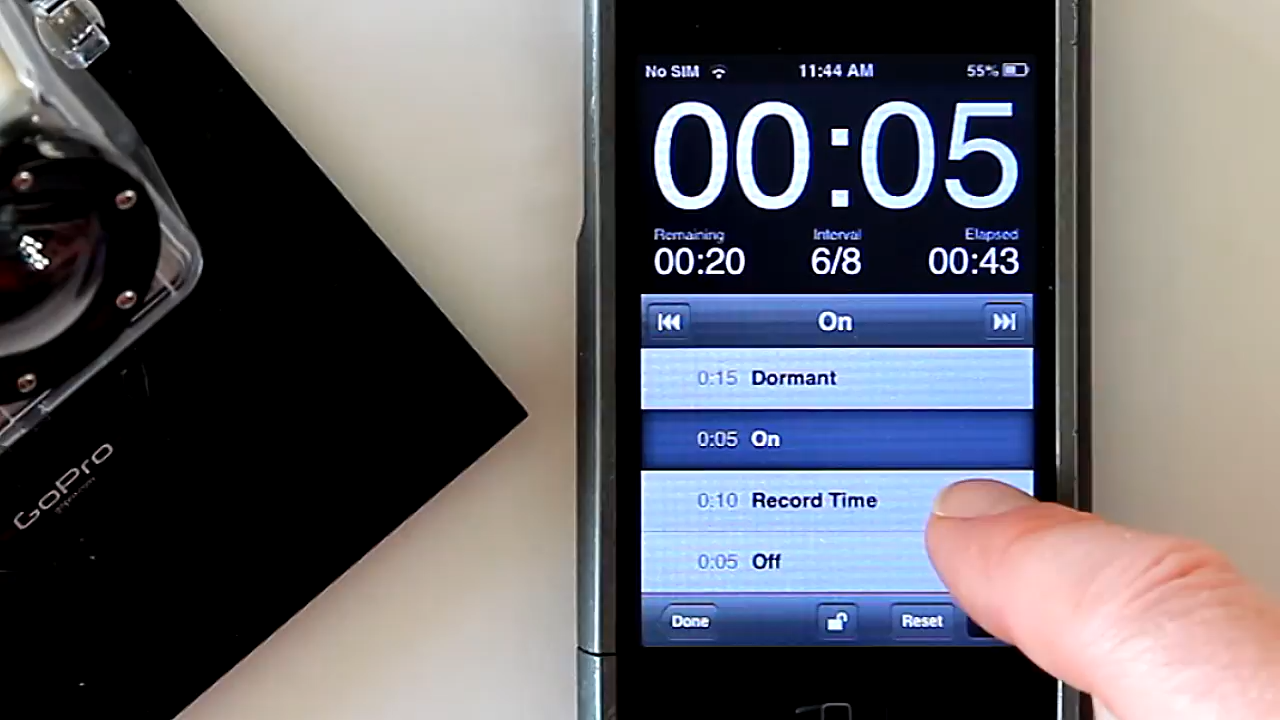 No SIM 11:44 AM 55%
00:05
Remaining Interval Elapsed
00:20 6/8 00:43
On
0:15 Dormant
0:05 On
0:10 Record Time
0:05 Off
Done Reset
GoPro